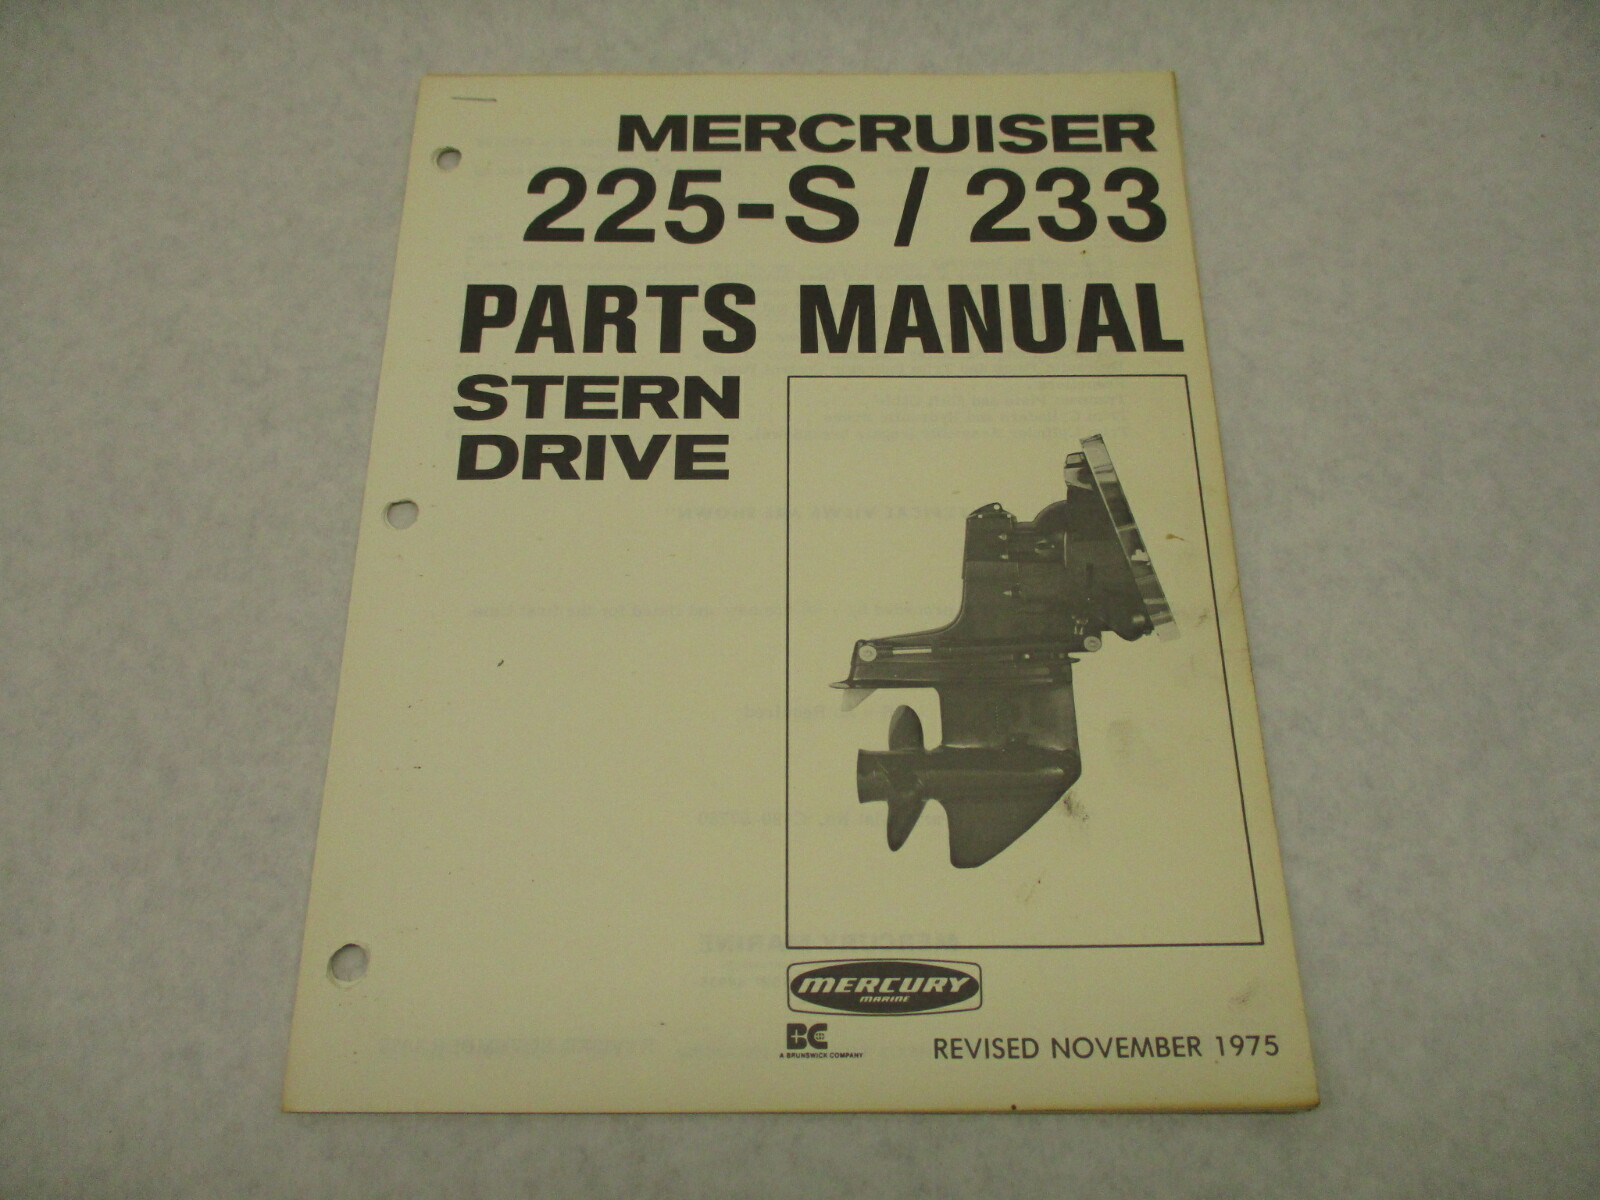 MERCRUISER
225-S / 233
PARTS MANUAL
STERN
DRIVE
MERCURY
MARINE
BC
A BRUNSWICK COMPANY
REVISED NOVEMBER 1975